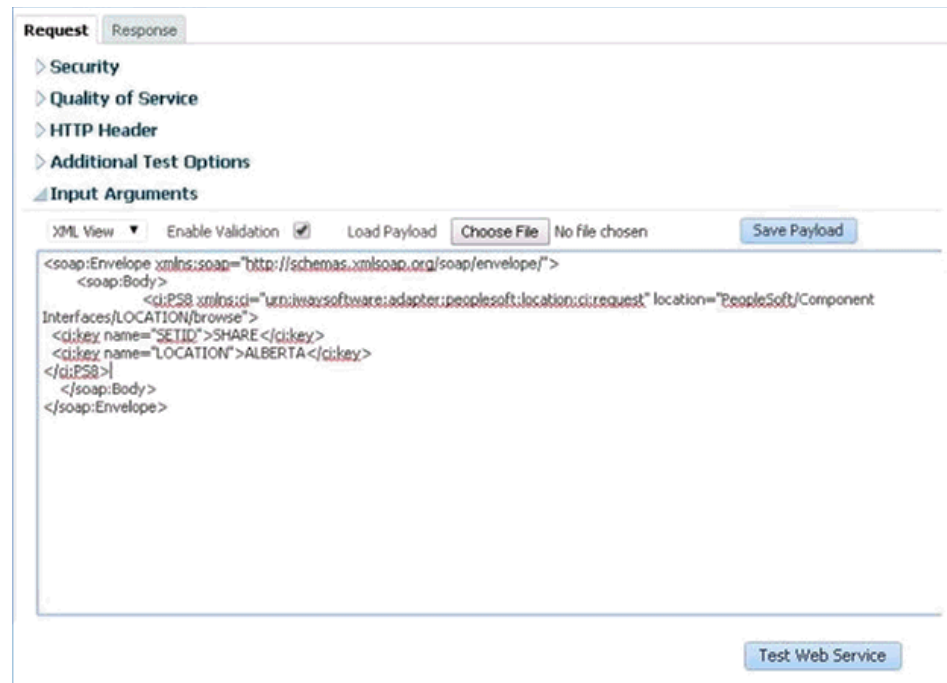 Request Response
Security
Quality of Service
HTTP Header
Additional Test Options
Input Arguments
XML View Enable Validation Load Payload Choose File No file chosen Save Payload
<soap:Envelope xmlns:soap="http://schemas.xmlsoap.org/soap/envelope/">
<soap:Body>
<ci:PS8 xmlns:ci="urn:iwaysoftware:adapter:peoplesoft:location:ci:request" location="PeopleSoft/Component
Interfaces/LOCATION/browse">
<ci:key name="SETID">SHARE</ci:key>
<ci:key name="LOCATION">ALBERTA</ci:key>
</ci:PS8>
</soap:Body>
</soap:Envelope>
Test Web Service